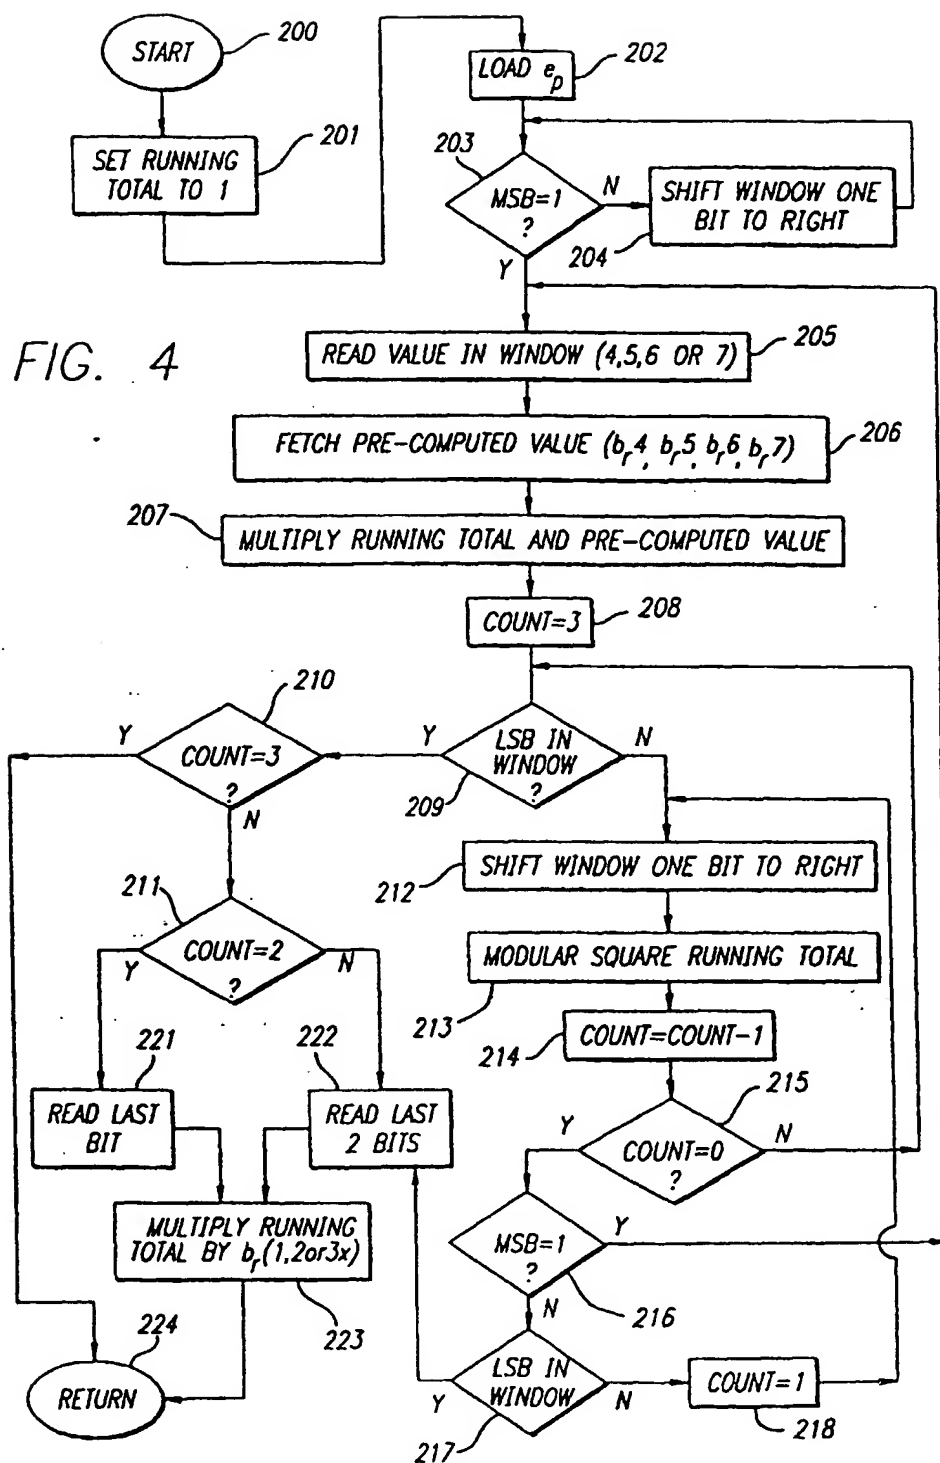 START
200
SET RUNNING
TOTAL TO 1
201
LOAD e_p
202
203
MSB=1
?
N
Y
SHIFT WINDOW ONE
BIT TO RIGHT
204
FIG. 4
READ VALUE IN WINDOW (4,5,6 OR 7)
205
FETCH PRE-COMPUTED VALUE (b_r4, b_r5, b_r6, b_r7)
206
207
MULTIPLY RUNNING TOTAL AND PRE-COMPUTED VALUE
COUNT=3
208
210
Y
COUNT=3
?
N
Y
LSB IN
WINDOW
?
N
209
SHIFT WINDOW ONE BIT TO RIGHT
212
211
COUNT=2
?
Y
N
MODULAR SQUARE RUNNING TOTAL
213
COUNT=COUNT-1
214
221
222
READ LAST
BIT
READ LAST
2 BITS
215
Y
COUNT=0
?
N
MULTIPLY RUNNING
TOTAL BY b_r(1,2or3x)
223
MSB=1
?
Y
N
216
224
RETURN
Y
LSB IN
WINDOW
N
217
COUNT=1
218